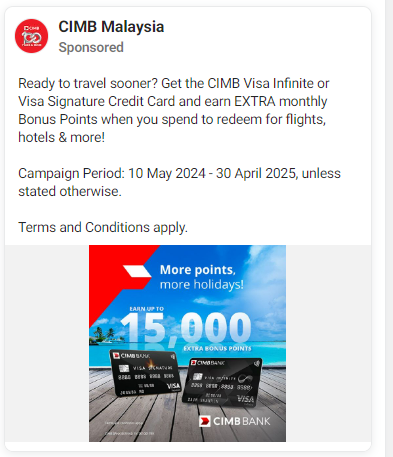 CIMB Malaysia
Sponsored
Ready to travel sooner? Get the CIMB Visa Infinite or
Visa Signature Credit Card and earn EXTRA monthly
Bonus Points when you spend to redeem for flights,
hotels & more!
Campaign Period: 10 May 2024 - 30 April 2025, unless
stated otherwise.
Terms and Conditions apply.
More points,
more holidays!
EARN UP TO
15,000
EXTRA BONUS POINTS
CIMB BANK
VISA SIGNATURE
VISA
CIMB BANK
VISA INFINITE
VISA
CIMB BANK